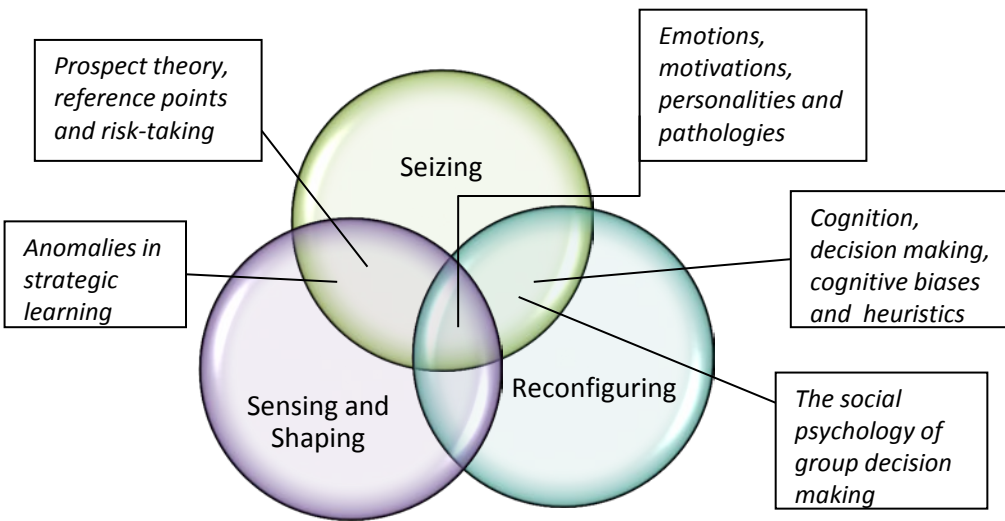 Prospect theory,
reference points
and risk-taking
Emotions,
motivations,
personalities and
pathologies
Seizing
Anomalies in
strategic
learning
Cognition,
decision making,
cognitive biases
and heuristics
Sensing and
Shaping
Reconfiguring
The social
psychology of
group decision
making